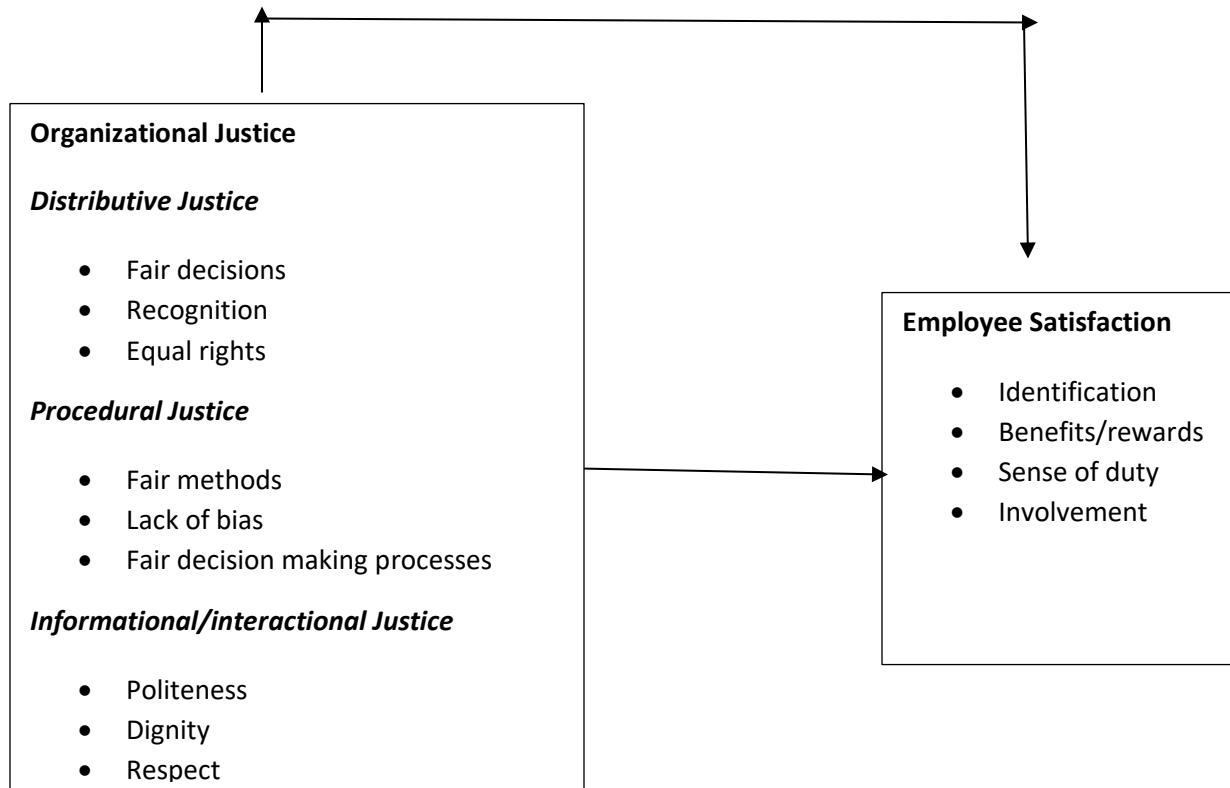 Organizational Justice
Distributive Justice
• Fair decisions
• Recognition
• Equal rights
Procedural Justice
• Fair methods
• Lack of bias
• Fair decision making processes
Informational/interactional Justice
• Politeness
• Dignity
• Respect
Employee Satisfaction
• Identification
• Benefits/rewards
• Sense of duty
• Involvement